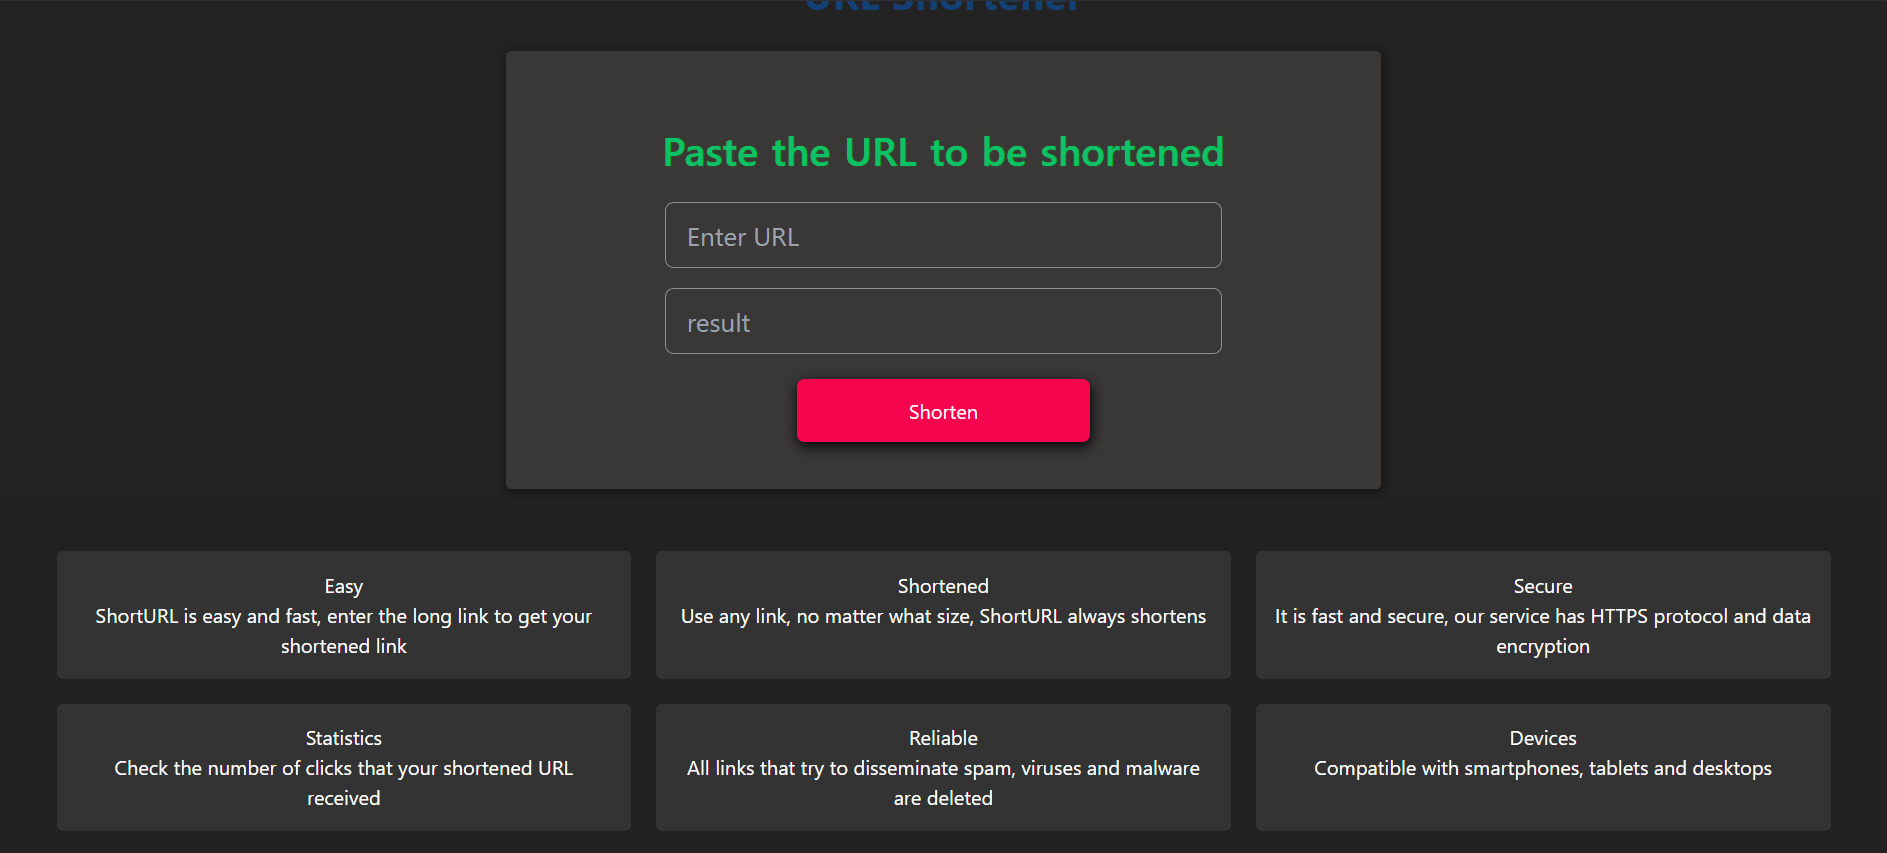 URL Shortener
Paste the URL to be shortened
Enter URL
result
Shorten
Easy
ShortURL is easy and fast, enter the long link to get your
shortened link
Shortened
Use any link, no matter what size, ShortURL always shortens
Secure
It is fast and secure, our service has HTTPS protocol and data
encryption
Statistics
Check the number of clicks that your shortened URL
received
Reliable
All links that try to disseminate spam, viruses and malware
are deleted
Devices
Compatible with smartphones, tablets and desktops